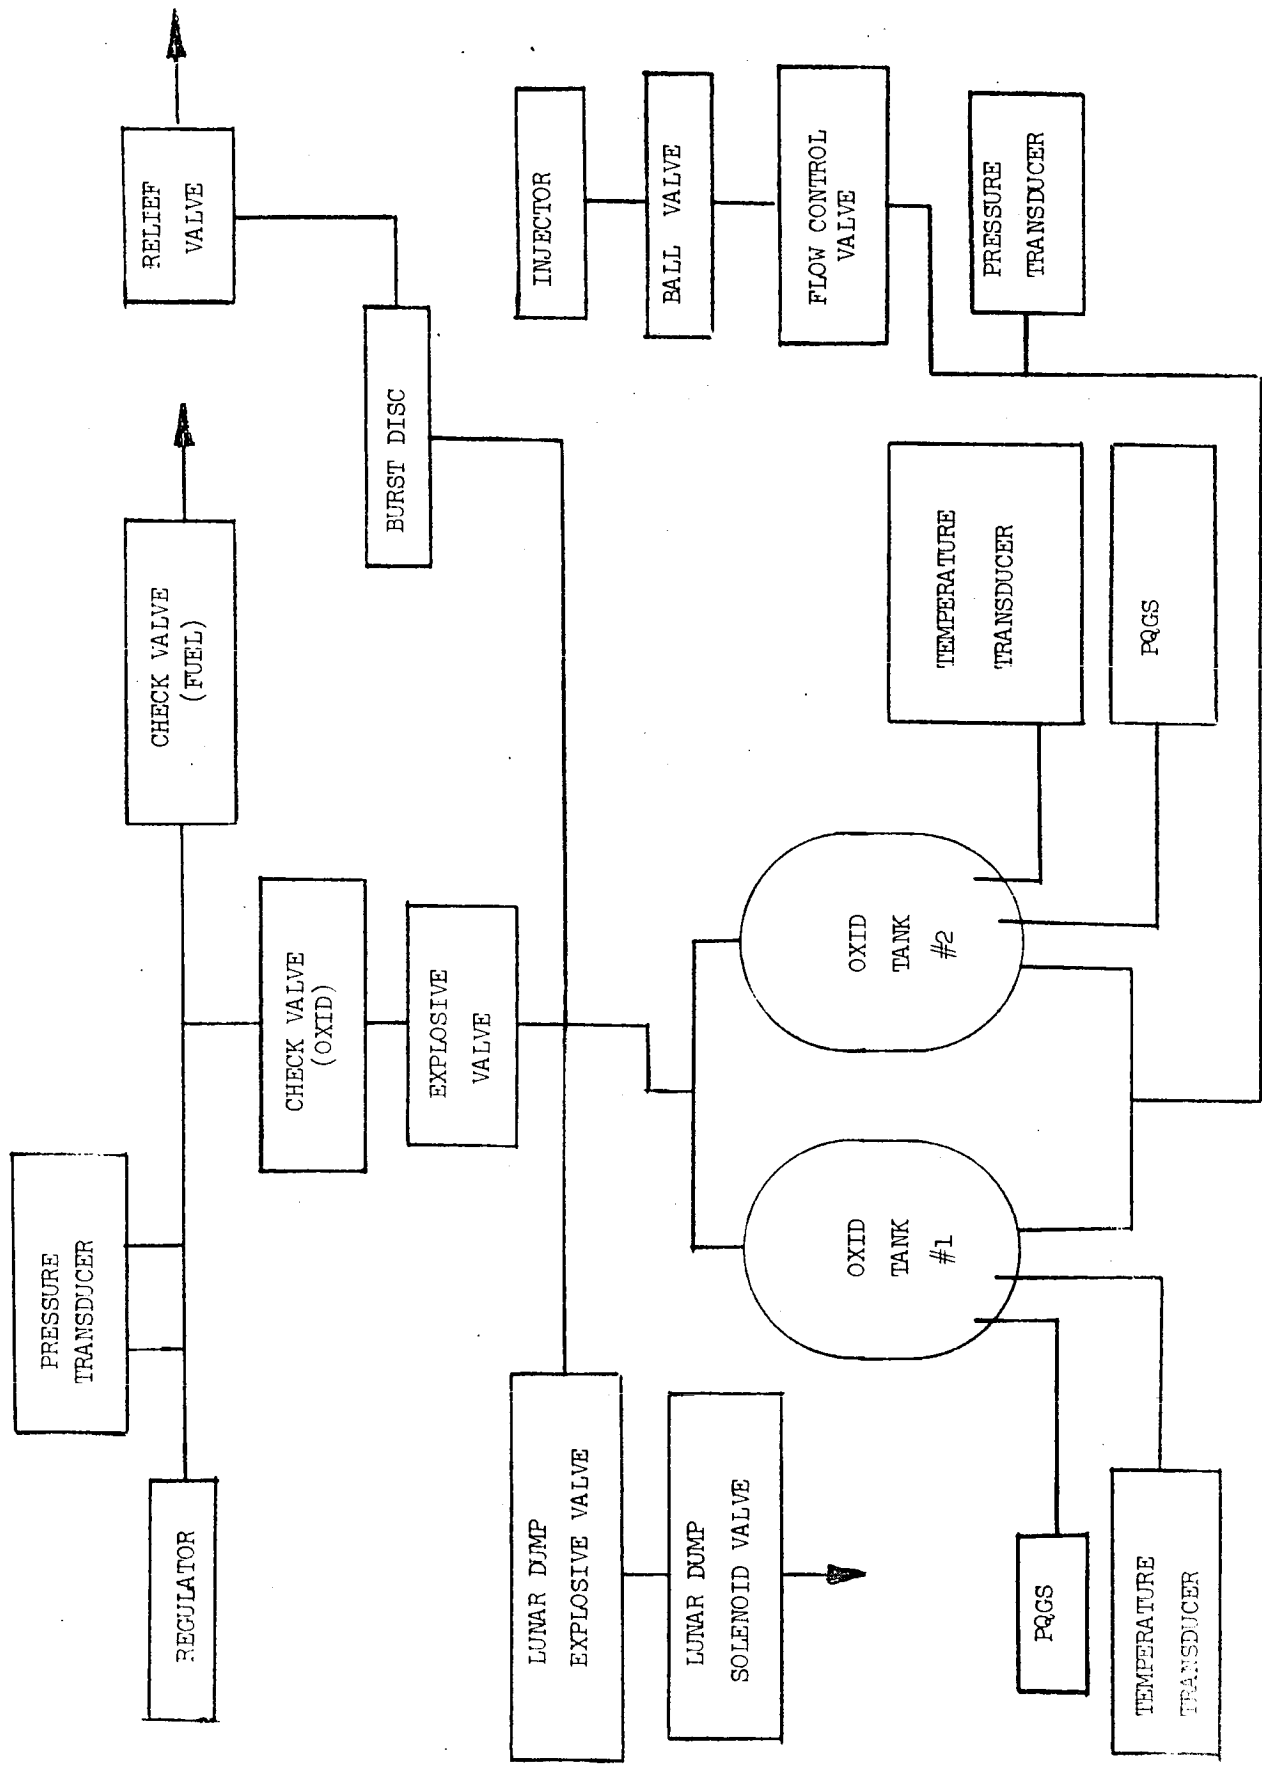 REGULATOR
PRESSURE
TRANSDUCER
CHECK VALVE
(FUEL)
RELIEF
VALVE
CHECK VALVE
(OXID)
BURST DISC
EXPLOSIVE
VALVE
LUNAR DUMP
EXPLOSIVE VALVE
INJECTOR
LUNAR DUMP
SOLENOID VALVE
BALL VALVE
OXID
TANK
#1
OXID
TANK
#2
FLOW CONTROL
VALVE
TEMPERATURE
TRANSDUCER
PRESSURE
TRANSDUCER
PQGS
TEMPERATURE
TRANSDUCER
PQGS